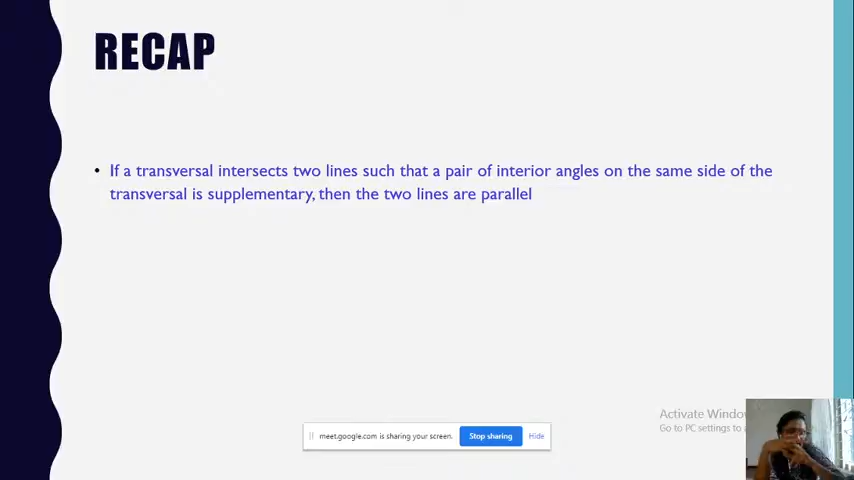 RECAP
• If a transversal intersects two lines such that a pair of interior angles on the same side of the
transversal is supplementary, then the two lines are parallel
Activate Window
Go to PC settings to a
meet.google.com is sharing your screen. Stop sharing Hide